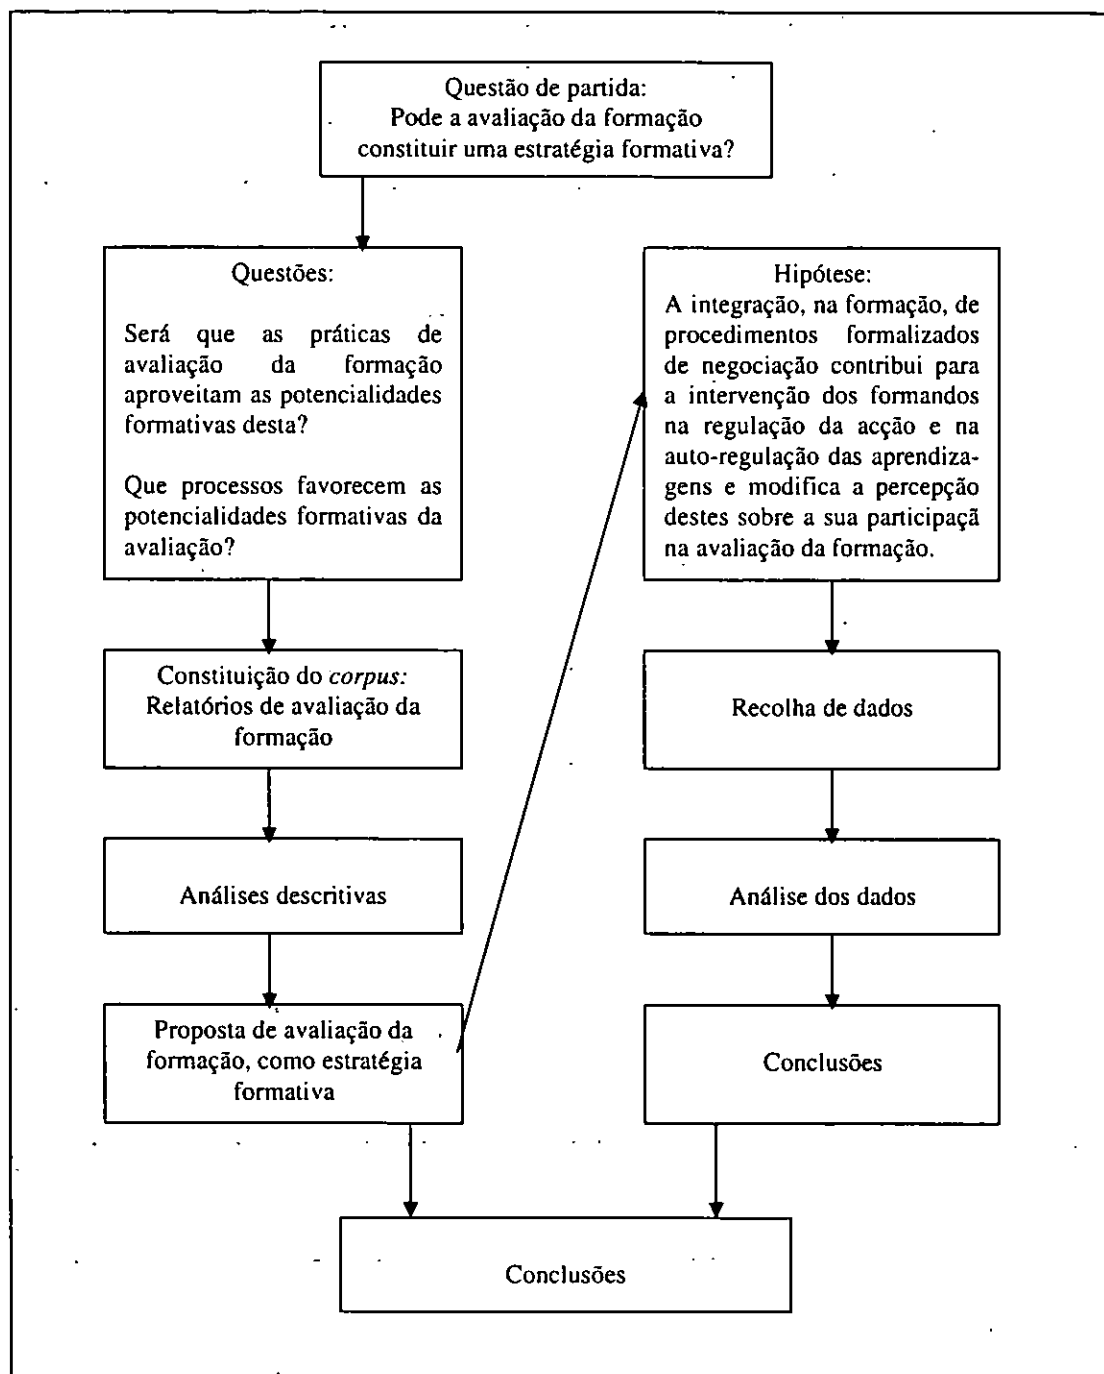 Questão de partida:
Pode a avaliação da formação
constituir uma estratégia formativa?
Questões:
Será que as práticas de
avaliação da formação
aproveitam as potencialidades
formativas desta?
Que processos favorecem as
potencialidades formativas da
avaliação?
Constituição do corpus:
Relatórios de avaliação da
formação
Análises descritivas
Proposta de avaliação da
formação, como estratégia
formativa
Hipótese:
A integração, na formação, de
procedimentos formalizados
de negociação contribui para
a intervenção dos formandos
na regulação da acção e na
auto-regulação das aprendiza-
gens e modifica a percepção
destes sobre a sua participaçã
na avaliação da formação.
Recolha de dados
Análise dos dados
Conclusões
Conclusões